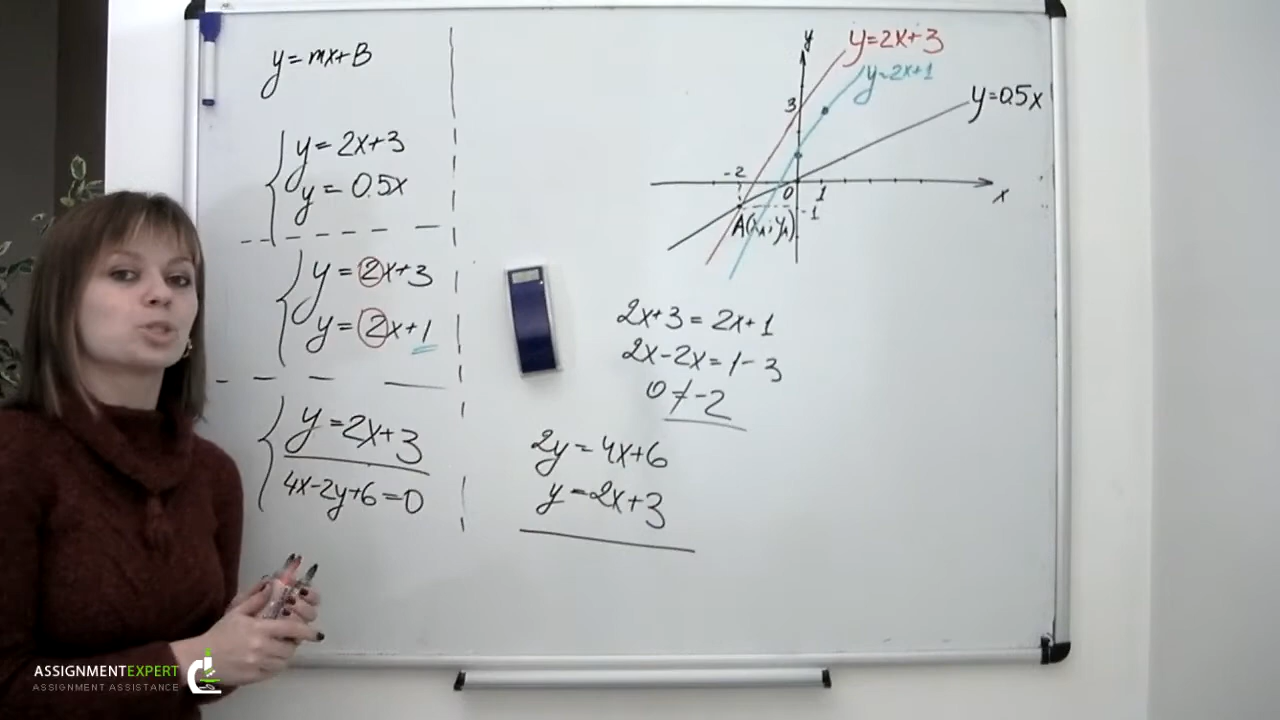 y=mx+B
y=2x+3
y=0.5x
y=2x+3
y=2x+1
y=2x+3
4x-2y+6=0
y
y=2x+3
y=2x+1
y=0.5x
3
-2
0
1
x
-1
A(xA; yA)
2x+3=2x+1
2x-2x=1-3
0≠-2
2y=4x+6
y=2x+3
ASSIGNMENTEXPERT
ASSIGNMENT ASSISTANCE